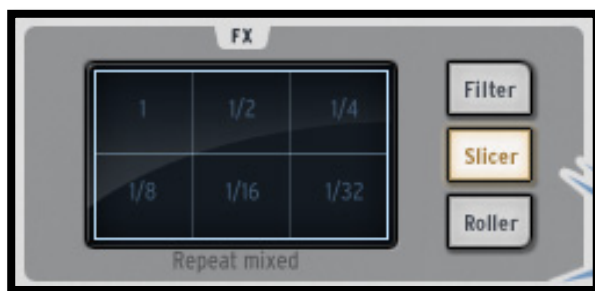 FX
1 1/2 1/4
Filter
Slicer
1/8 1/16 1/32
Roller
Repeat mixed